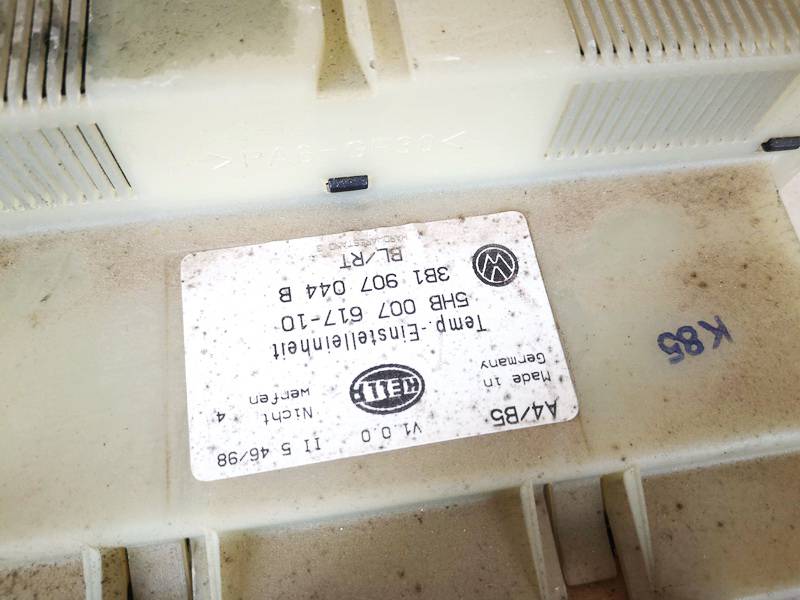 A4/B5
V1.0.0
II 5 46/98
Made in
Germany
HELLA
Nicht 4
werfen
Temp.-Einstelleinheit
5HB 007 617-10
3B1 907 044 B
BL/RT
K85
>PA6-GF30<